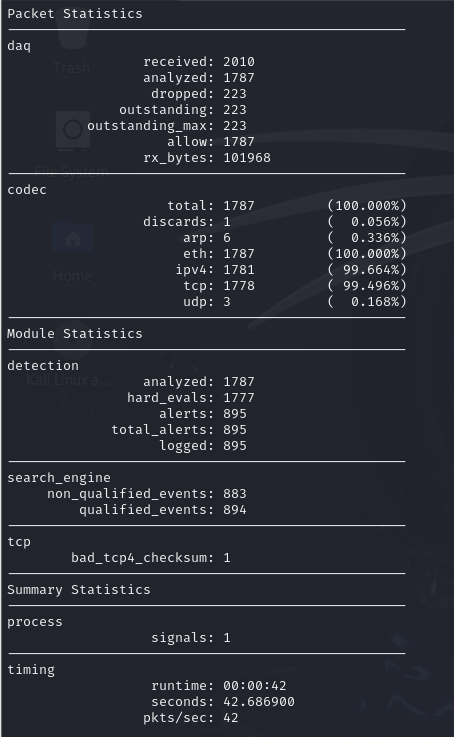 Packet Statistics
daq
received: 2010
analyzed: 1787
dropped: 223
outstanding: 223
outstanding_max: 223
allow: 1787
rx_bytes: 101968
codec
total: 1787 (100.000%)
discards: 1 ( 0.056%)
arp: 6 ( 0.336%)
eth: 1787 (100.000%)
ipv4: 1781 ( 99.664%)
tcp: 1778 ( 99.496%)
udp: 3 ( 0.168%)
Module Statistics
detection
analyzed: 1787
hard_evals: 1777
alerts: 895
total_alerts: 895
logged: 895
search_engine
non_qualified_events: 883
qualified_events: 894
tcp
bad_tcp4_checksum: 1
Summary Statistics
process
signals: 1
timing
runtime: 00:00:42
seconds: 42.686900
pkts/sec: 42
Trash
File System
Home
Kali Linux a...